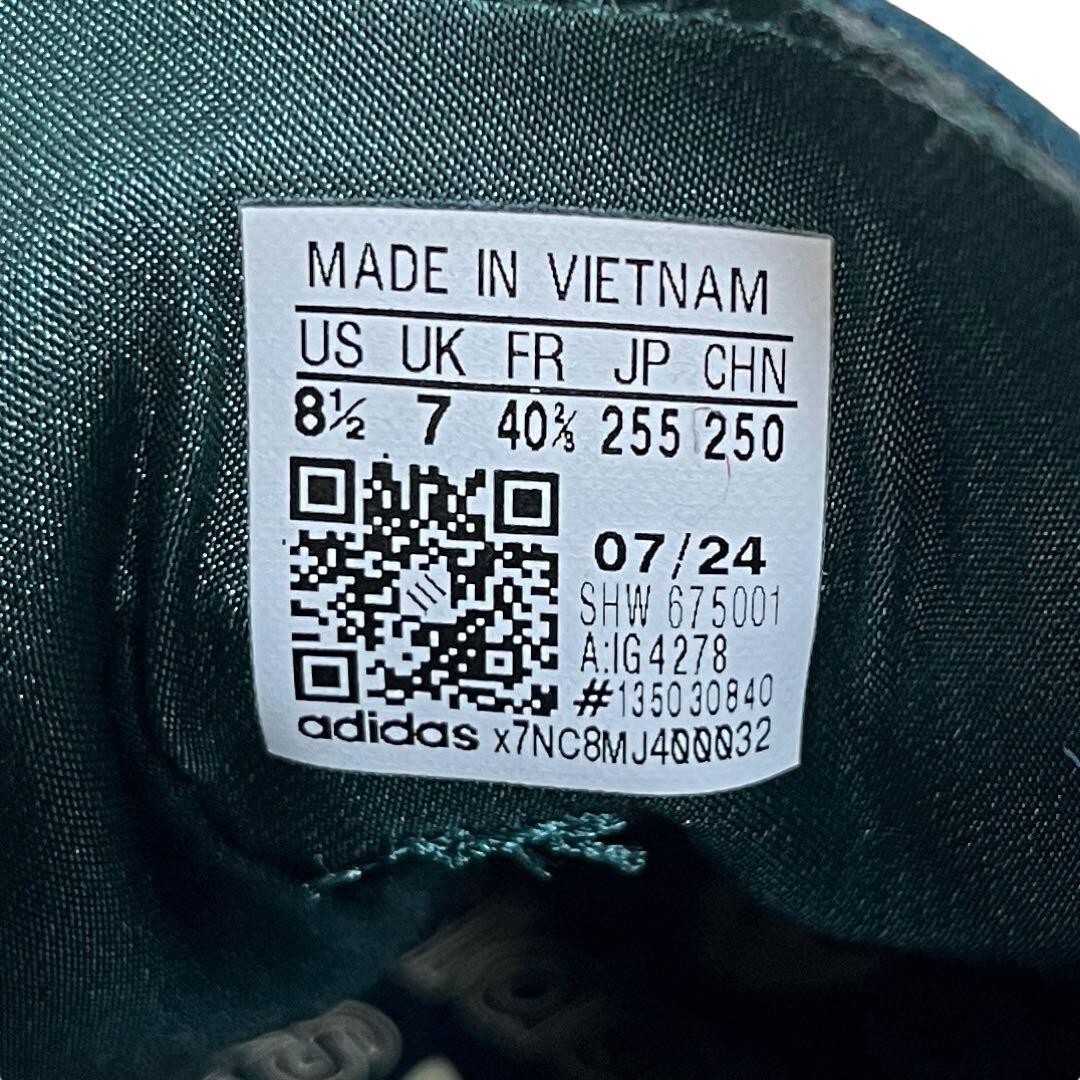 MADE IN VIETNAM
US UK FR JP CHN
8½ 7 40⅔ 255 250
07/24
SHW 675001
A:IG4278
#135030840
adidas x7NC8MJ400032